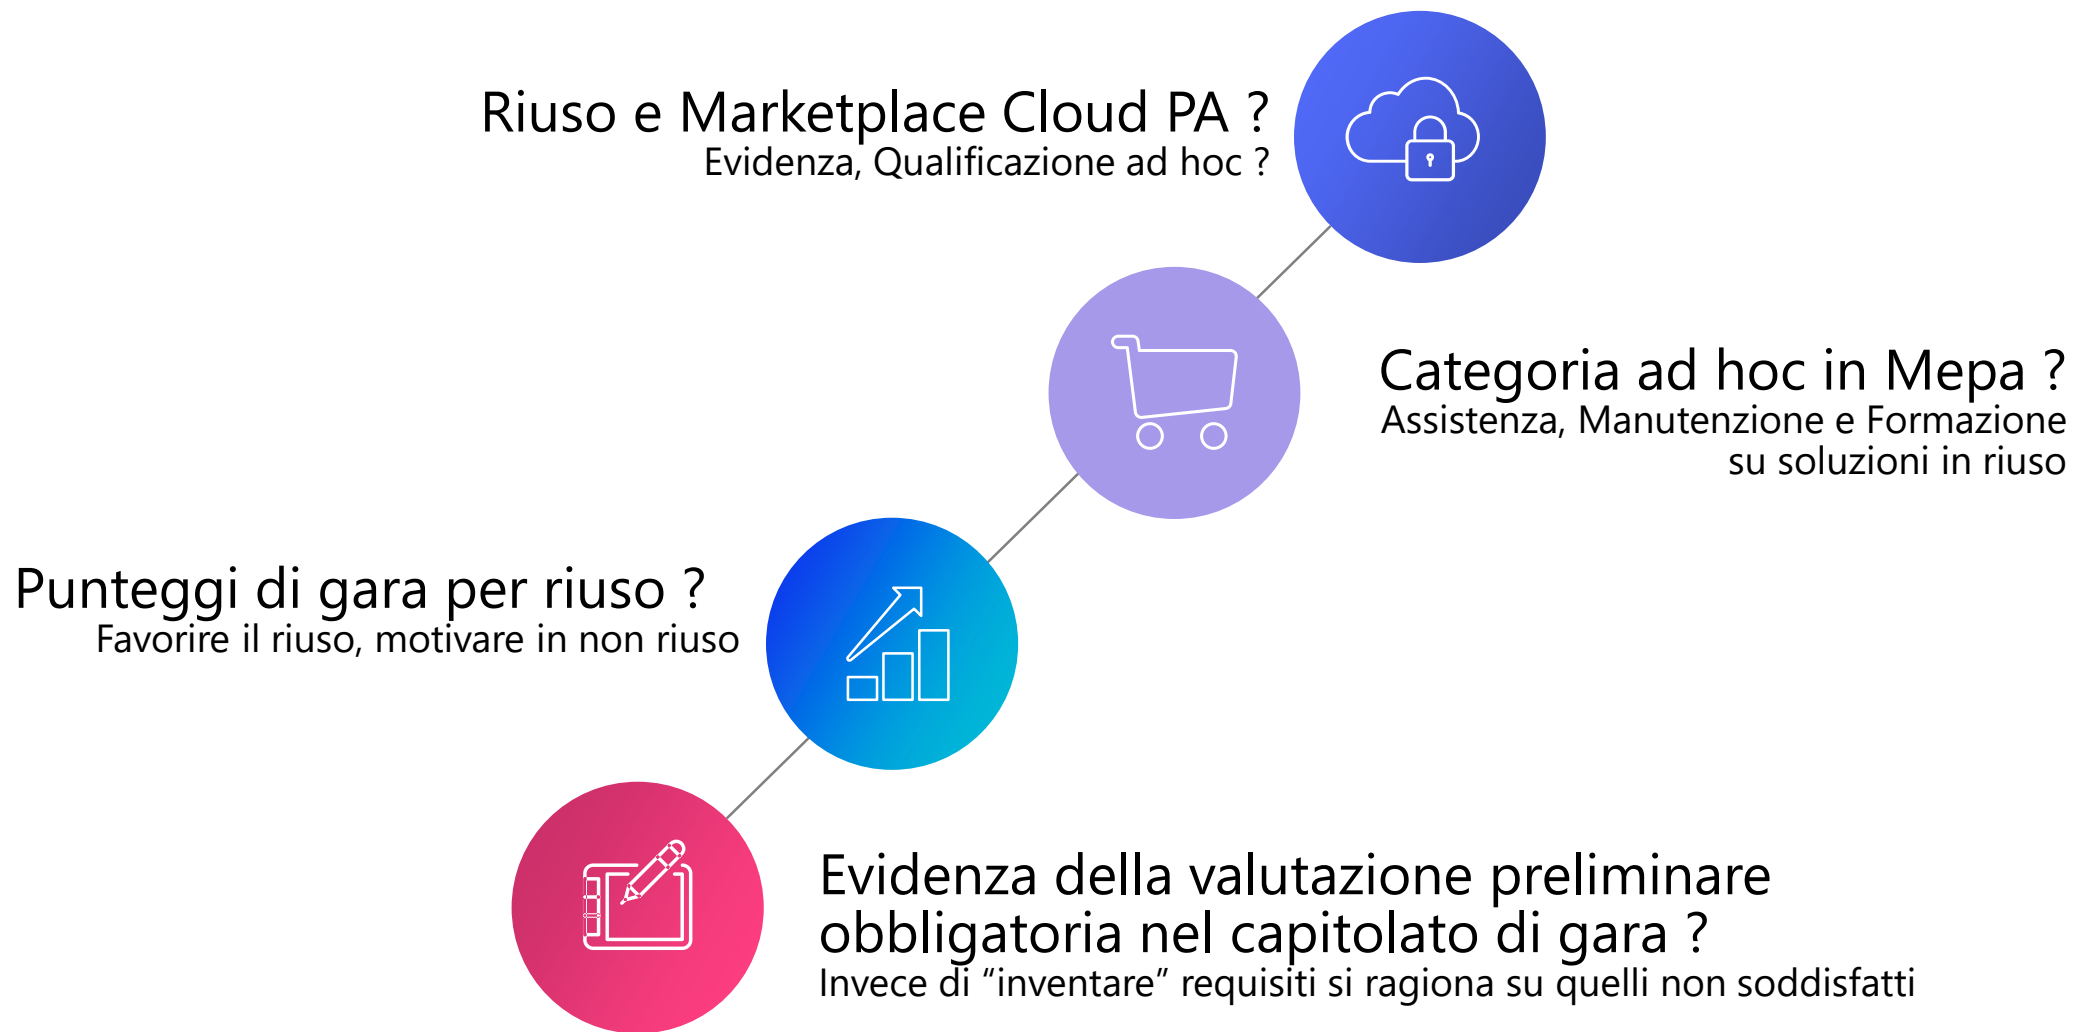 Riuso e Marketplace Cloud PA ?
Evidenza, Qualificazione ad hoc ?
Categoria ad hoc in Mepa ?
Assistenza, Manutenzione e Formazione
su soluzioni in riuso
Punteggi di gara per riuso ?
Favorire il riuso, motivare in non riuso
Evidenza della valutazione preliminare
obbligatoria nel capitolato di gara ?
Invece di “inventare” requisiti si ragiona su quelli non soddisfatti